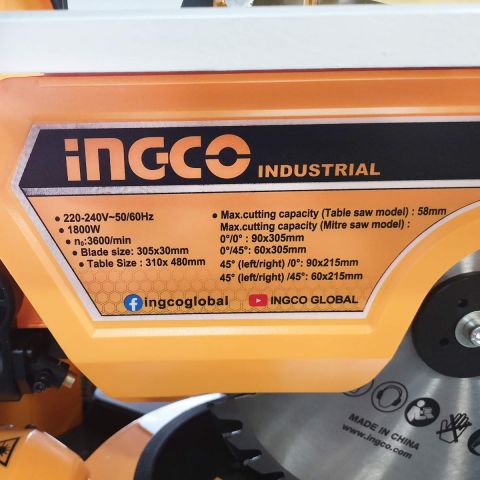 INGCO INDUSTRIAL
• 220-240V~50/60Hz
• 1800W
• n₀:3600/min
• Blade size: 305x30mm
• Table Size : 310x 480mm
• Max.cutting capacity (Table saw model) : 58mm
Max.cutting capacity (Mitre saw model) :
0°/0° : 90x305mm
0°/45°: 60x305mm
45° (left/right) /0°: 90x215mm
45° (left/right) /45°: 60x215mm
ingcoglobal
INGCO GLOBAL
MADE IN CHINA
www.ingco.com